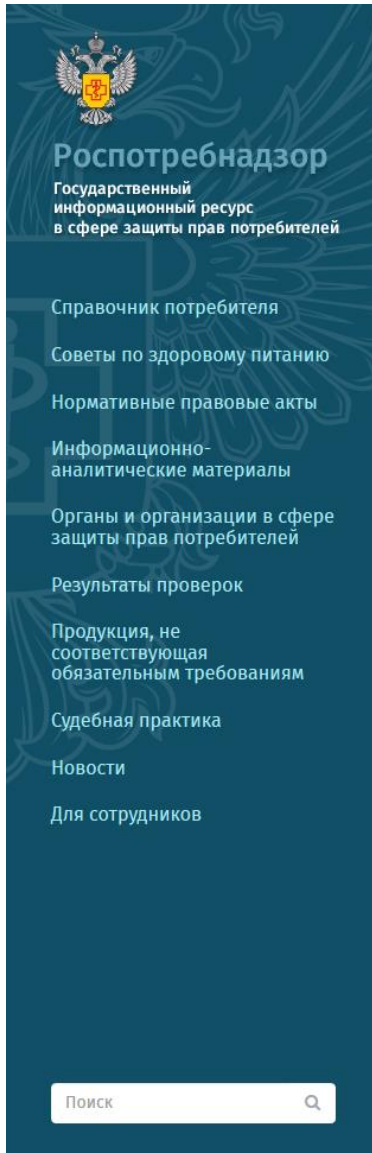 Роспотребнадзор
Государственный
информационный ресурс
в сфере защиты прав потребителей
Справочник потребителя
Советы по здоровому питанию
Нормативные правовые акты
Информационно-
аналитические материалы
Органы и организации в сфере
защиты прав потребителей
Результаты проверок
Продукция, не
соответствующая
обязательным требованиям
Судебная практика
Новости
Для сотрудников
Поиск